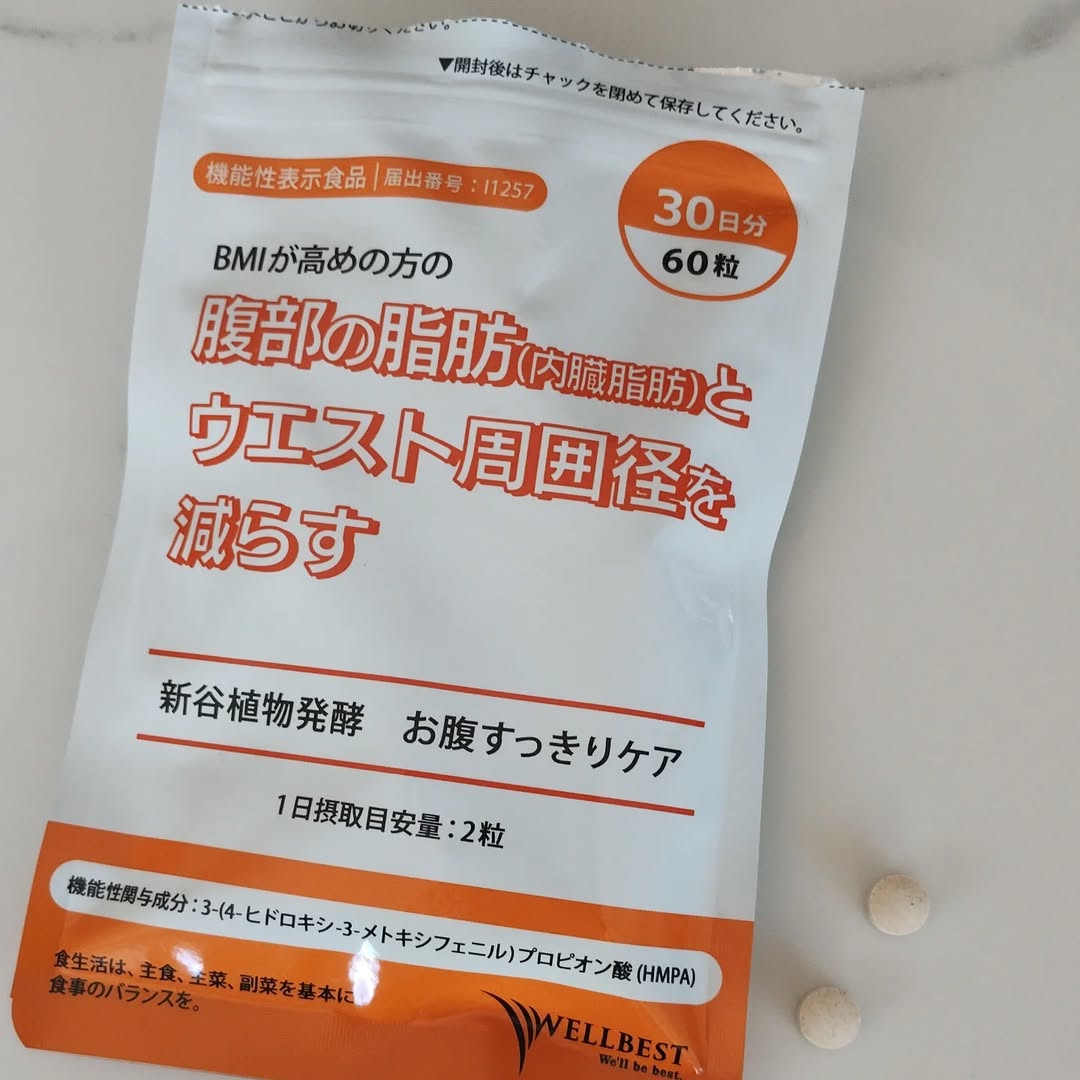 ください。
▼開封後はチャックを閉めて保存してください。
機能性表示食品｜届出番号：I1257
30日分
60粒
BMIが高めの方の
腹部の脂肪(内臓脂肪)と
ウエスト周囲径を
減らす
新谷植物発酵　お腹すっきりケア
1日摂取目安量：2粒
機能性関与成分：3-(4-ヒドロキシ-3-メトキシフェニル)プロピオン酸(HMPA)
食生活は、主食、主菜、副菜を基本に
食事のバランスを。
WELLBEST
We'll be best.